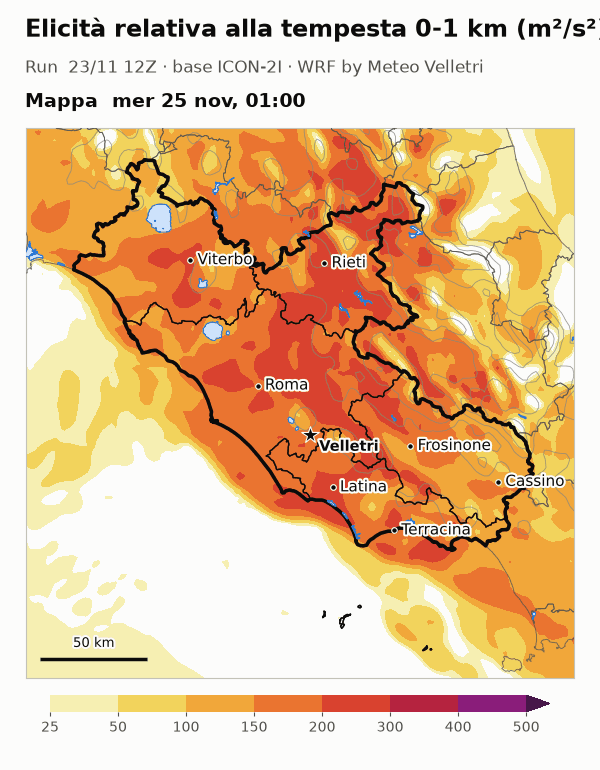 Elicità relativa alla tempesta 0-1 km (m²/s²)
Run 23/11 12Z · base ICON-2I · WRF by Meteo Velletri
Mappa mer 25 nov, 01:00
Viterbo
Rieti
Roma
Velletri
Frosinone
Cassino
Latina
Terracina
50 km
25 50 100 150 200 300 400 500